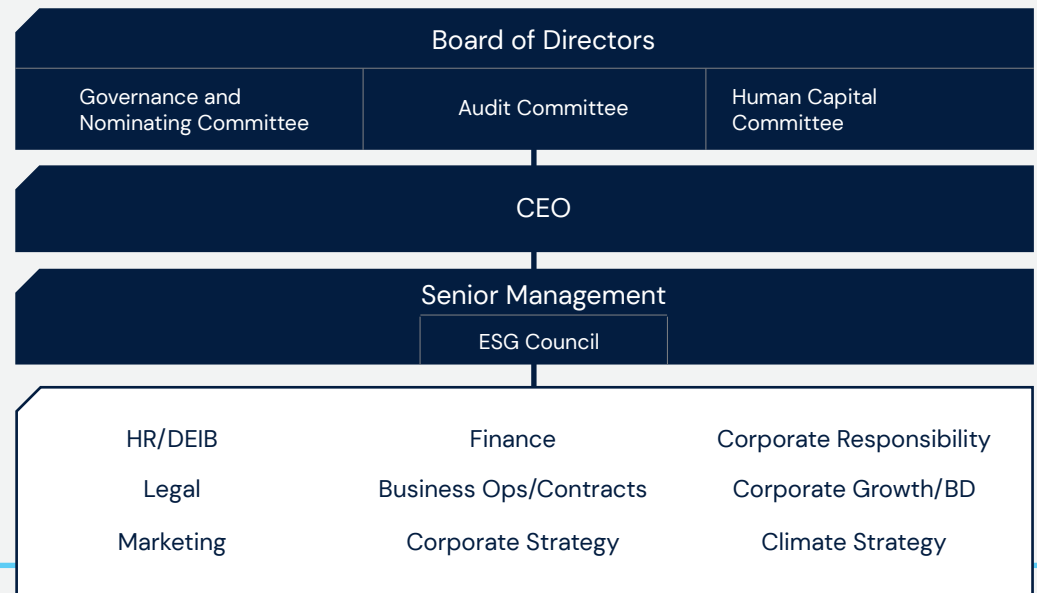 Board of Directors
Governance and
Nominating Committee
Audit Committee
Human Capital
Committee
CEO
Senior Management
ESG Council
HR/DEIB
Finance
Corporate Responsibility
Legal
Business Ops/Contracts
Corporate Growth/BD
Marketing
Corporate Strategy
Climate Strategy